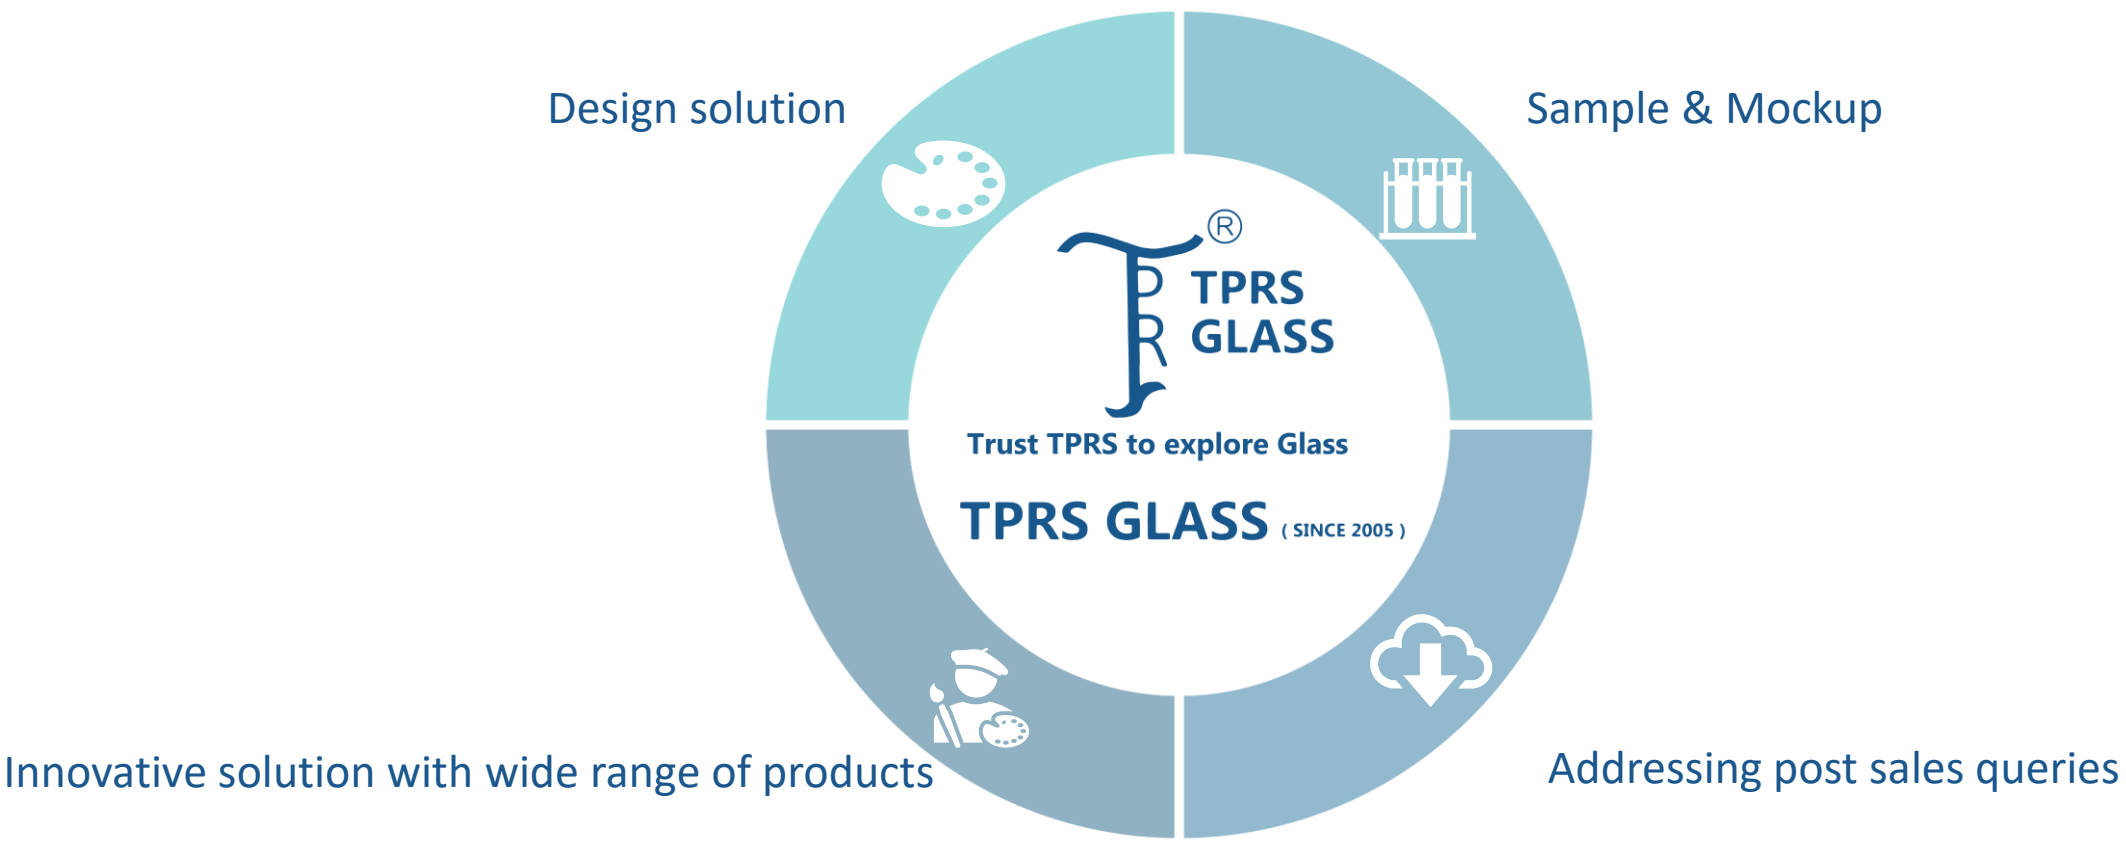 Design solution
Sample & Mockup
®
TPR
TPRS
GLASS
Trust TPRS to explore Glass
TPRS GLASS ( SINCE 2005 )
Innovative solution with wide range of products
Addressing post sales queries